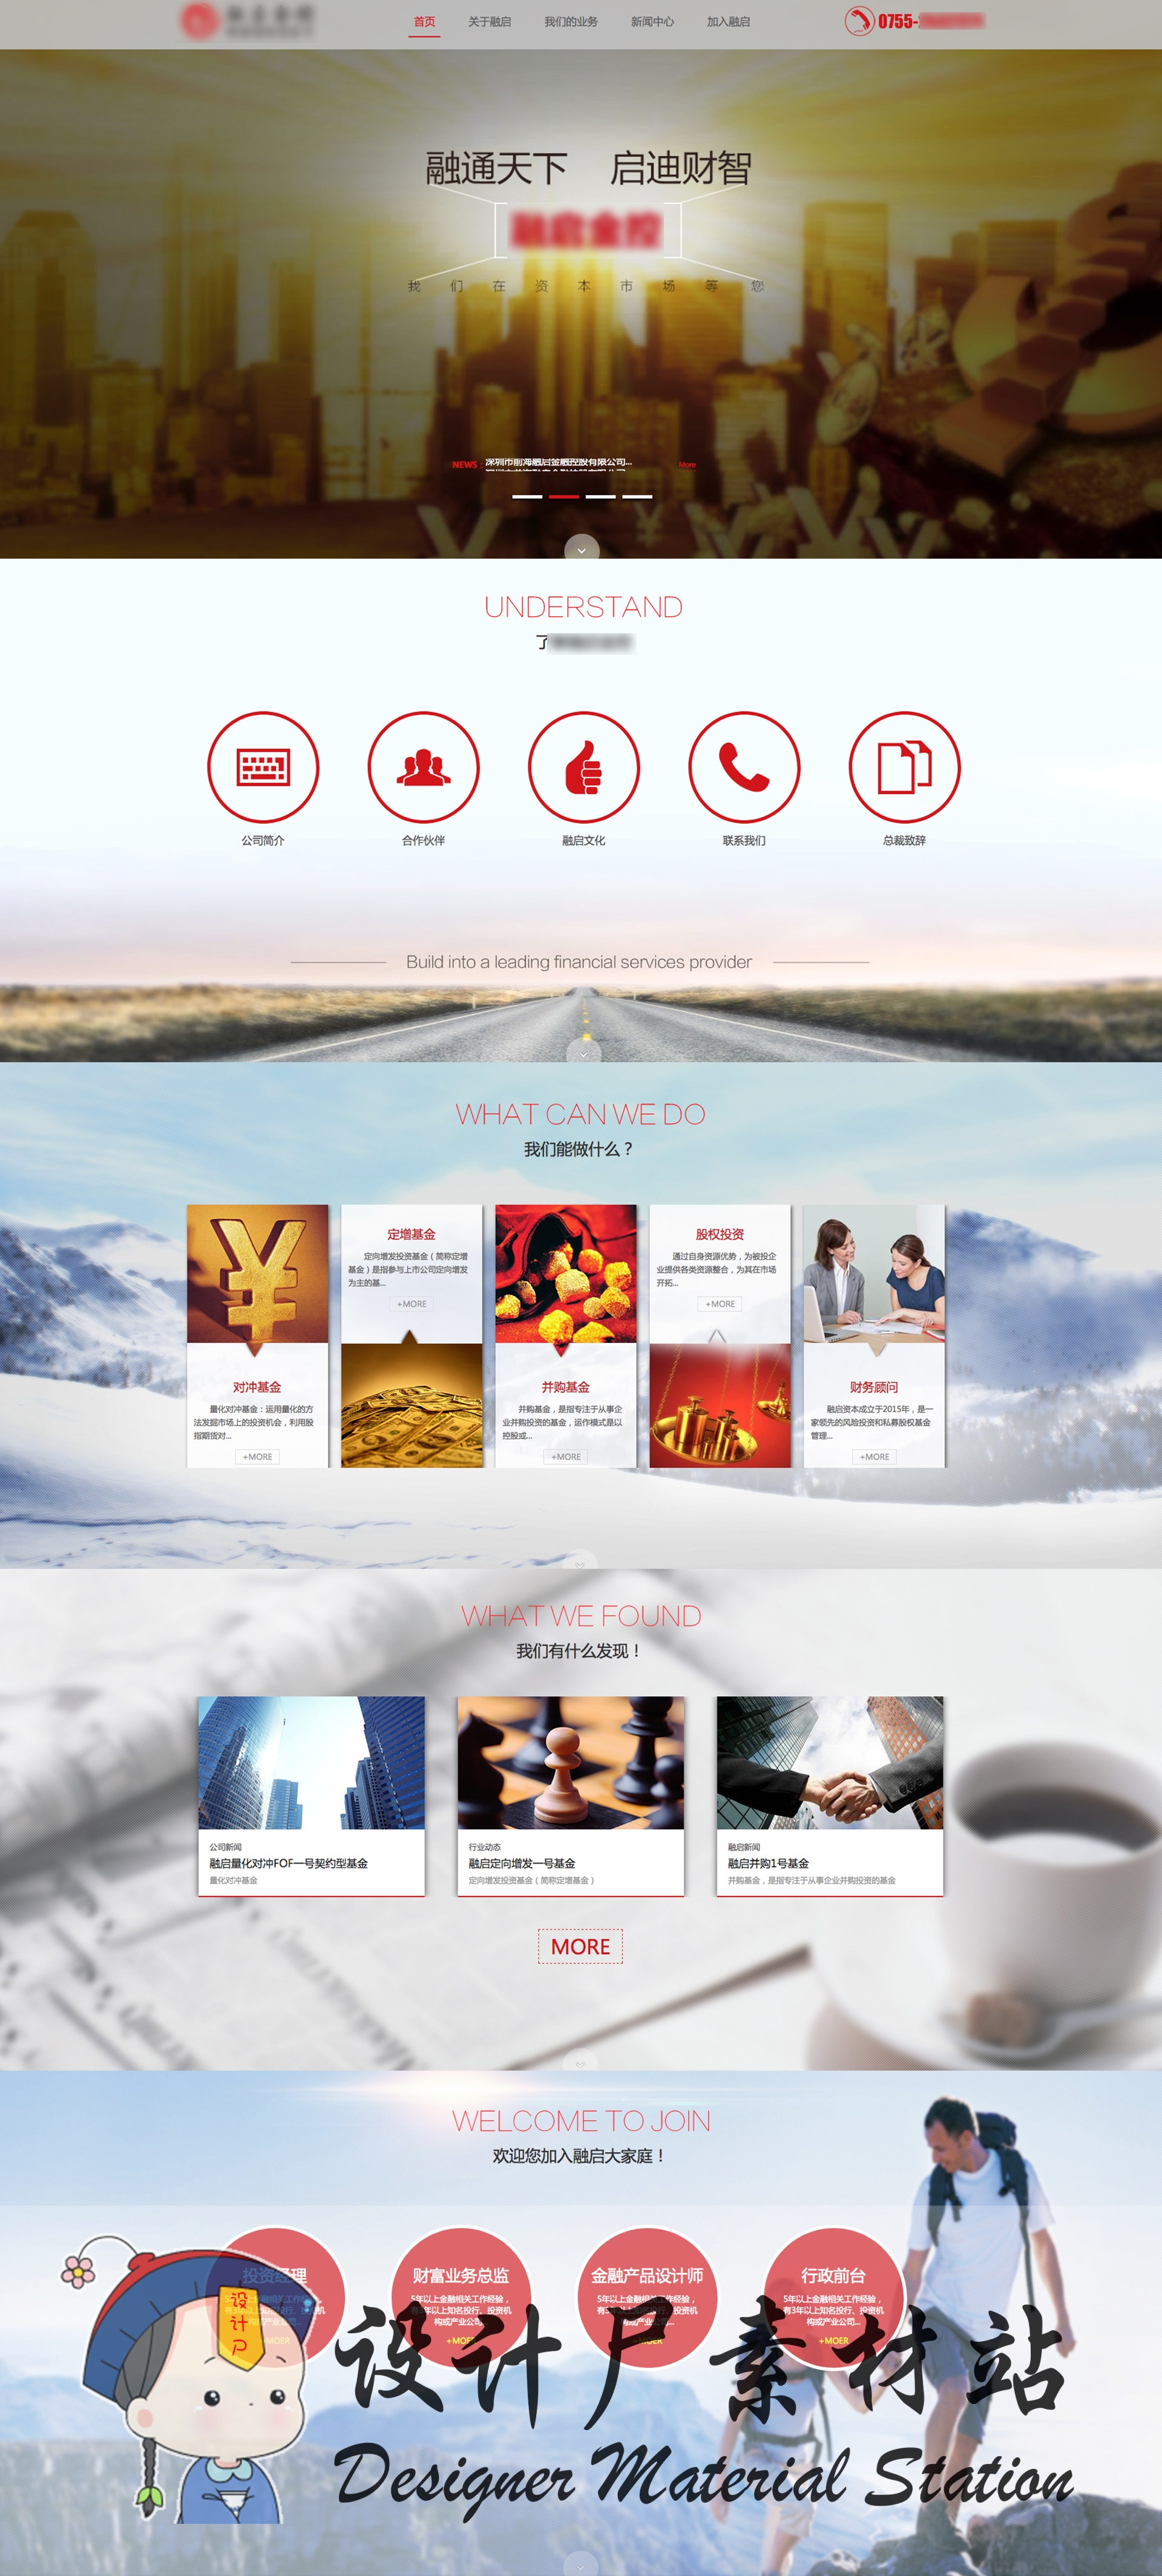 首页 关于融启 我们的业务 新闻中心 加入融启
0755-
融通天下 启迪财智
融启金控
我们在资本市场等您
NEWS: 深圳市前海融启金融控股有限公司... More
UNDERSTAND
了
公司简介 合作伙伴 融启文化 联系我们 总裁致辞
Build into a leading financial services provider
WHAT CAN WE DO
我们能做什么？
定增基金
定向增发投资基金（简称定增
基金）是指参与上市公司定向增发
为主的基...
+MORE
股权投资
通过自身资源优势，为被投企
业提供各类资源整合，为其在市场
开拓...
+MORE
对冲基金
量化对冲基金：运用量化的方
法发掘市场上的投资机会，利用股
指期货对...
+MORE
并购基金
并购基金，是指专注于从事企
业并购投资的基金，运作模式是以
控股或...
+MORE
财务顾问
融启资本成立于2015年，是一
家领先的风险投资和私募股权基金
管理...
+MORE
WHAT WE FOUND
我们有什么发现！
公司新闻
融启量化对冲FOF一号契约型基金
量化对冲基金
行业动态
融启定向增发一号基金
定向增发投资基金（简称定增基金）
融启新闻
融启并购1号基金
并购基金，是指专注于从事企业并购投资的基金
MORE
WELCOME TO JOIN
欢迎您加入融启大家庭！
投资经理
MOER
财富业务总监
5年以上金融相关工作经验，
有3年以上知名投行、投资机
构或产业公司...
+MOER
金融产品设计师
5年以上金融相关工作经验，
有3年以上知名投行、投资机
构或产业公司...
+MOER
行政前台
5年以上金融相关工作经验，
有3年以上知名投行、投资机
构或产业公司...
+MOER
设计户
设计厂素材站
Designer Material Station